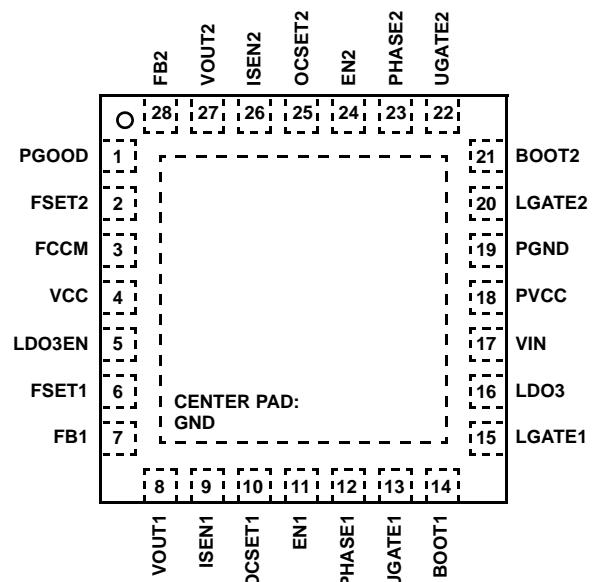 FB2
VOUT2
ISEN2
OCSET2
EN2
PHASE2
UGATE2
28 27 26 25 24 23 22
PGOOD 1
21 BOOT2
FSET2 2
20 LGATE2
FCCM 3
19 PGND
VCC 4
18 PVCC
LDO3EN 5
17 VIN
FSET1 6
16 LDO3
FB1 7
15 LGATE1
CENTER PAD:
GND
8 9 10 11 12 13 14
VOUT1
ISEN1
OCSET1
EN1
PHASE1
UGATE1
BOOT1